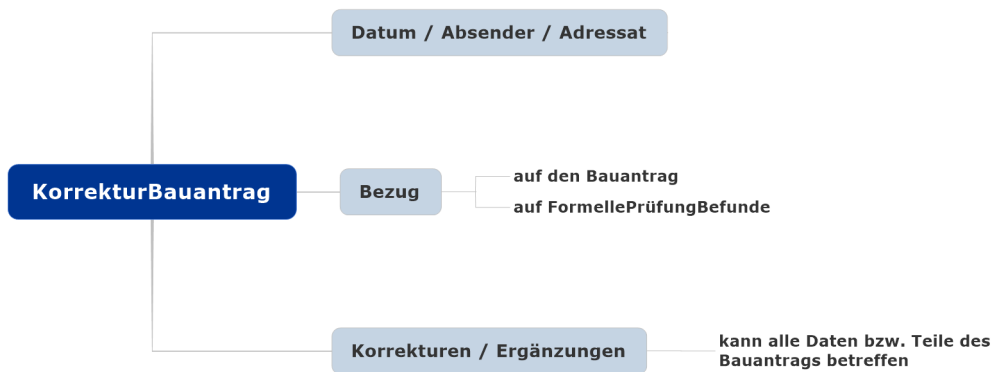 Datum / Absender / Adressat
KorrekturBauantrag
Bezug
auf den Bauantrag
auf FormellePrüfungBefunde
Korrekturen / Ergänzungen
kann alle Daten bzw. Teile des
Bauantrags betreffen